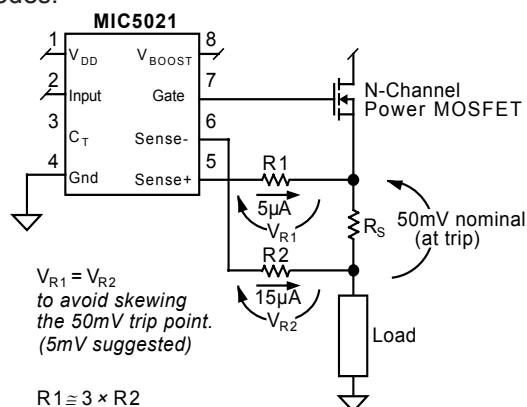 MIC5021
1 V_DD V_BOOST 8
2 Input Gate 7
3 C_T Sense- 6
4 Gnd Sense+ 5
N-Channel
Power MOSFET
R1
5µA
V_R1
R_S
50mV nominal
(at trip)
R2
15µA
V_R2
Load
V_R1 = V_R2
to avoid skewing
the 50mV trip point.
(5mV suggested)
R1 ≅ 3 × R2